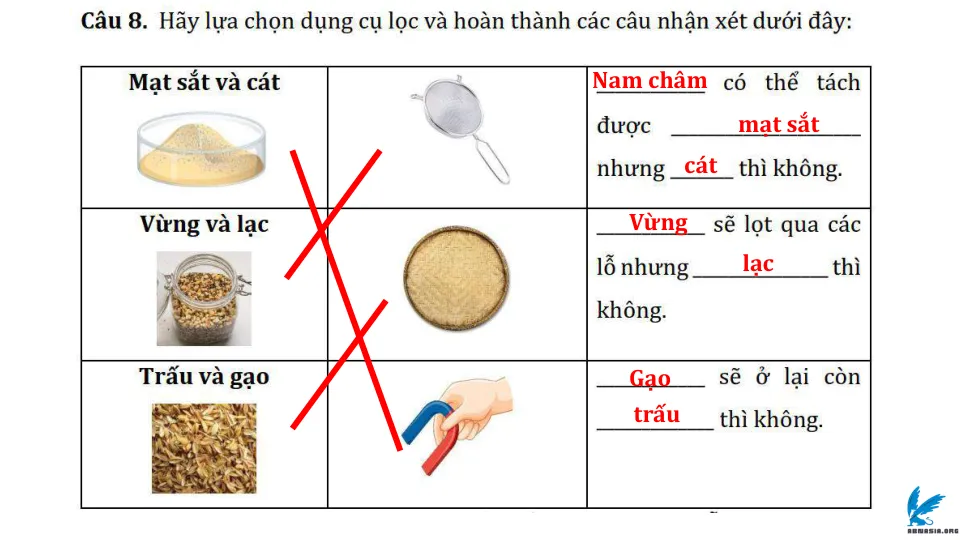 Câu 8. Hãy lựa chọn dụng cụ lọc và hoàn thành các câu nhận xét dưới đây:
Mạt sắt và cát
Nam châm có thể tách
được mạt sắt
nhưng cát thì không.
Vừng và lạc
Vừng sẽ lọt qua các
lỗ nhưng lạc thì
không.
Trấu và gạo
Gạo sẽ ở lại còn
trấu thì không.
ABMASIA.ORG